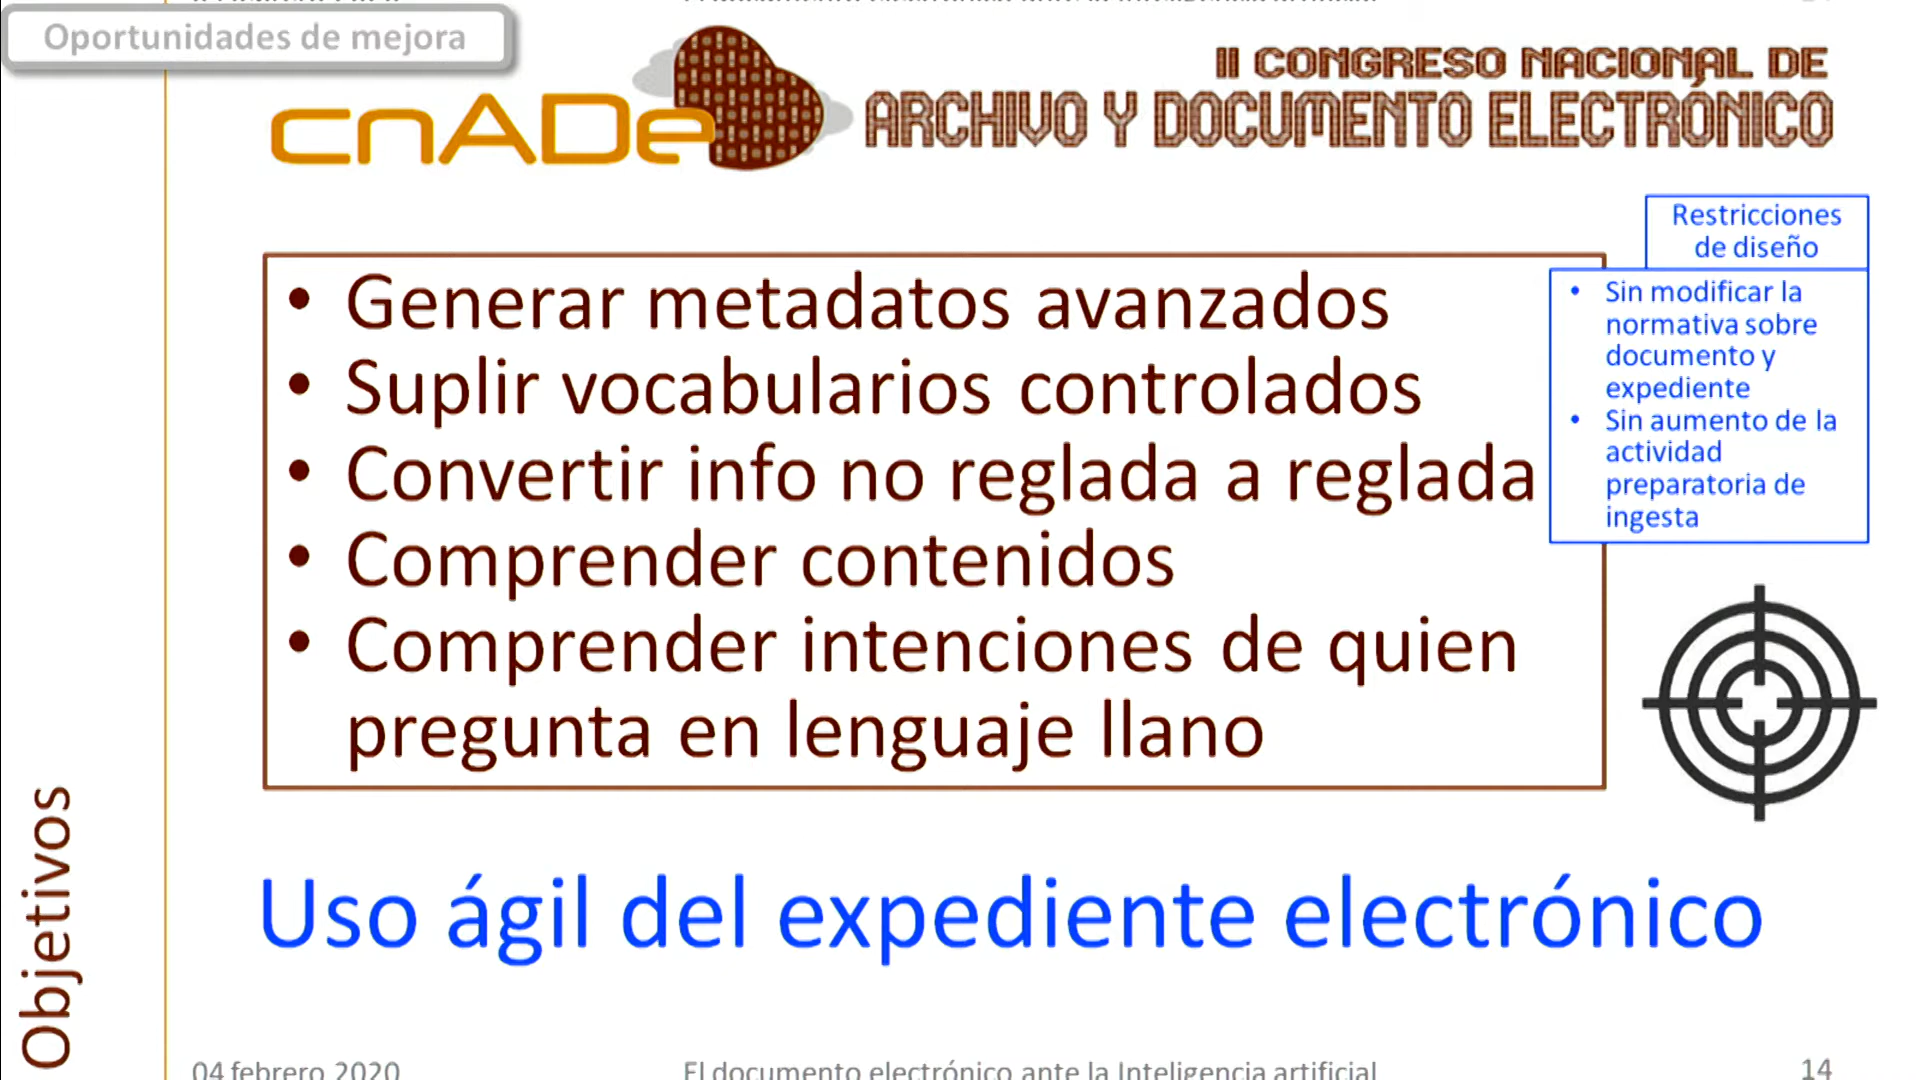 Oportunidades de mejora
cnADe
II CONGRESO NACIONAL DE
ARCHIVO Y DOCUMENTO ELECTRÓNICO
Restricciones
de diseño
• Sin modificar la
normativa sobre
documento y
expediente
• Sin aumento de la
actividad
preparatoria de
ingesta
• Generar metadatos avanzados
• Suplir vocabularios controlados
• Convertir info no reglada a reglada
• Comprender contenidos
• Comprender intenciones de quien
pregunta en lenguaje llano
Uso ágil del expediente electrónico
Objetivos
04 febrero 2020
El documento electrónico ante la Inteligencia artificial
14